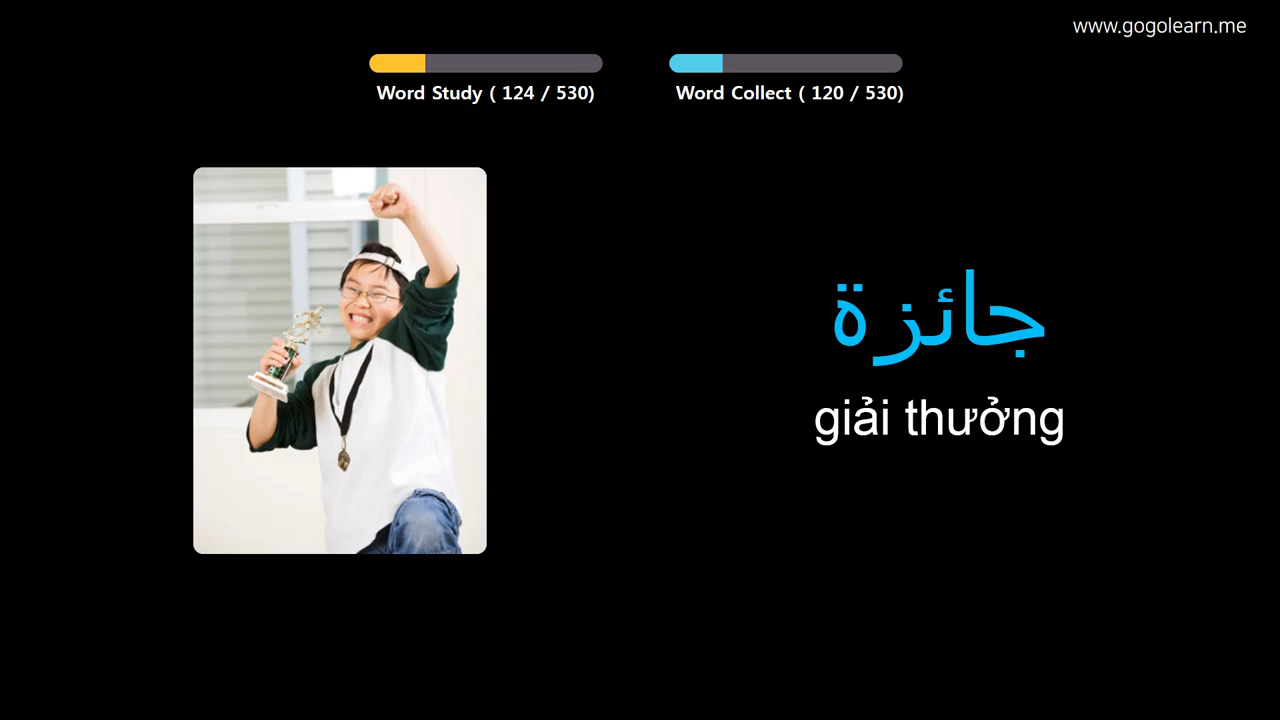 www.gogolearn.me
Word Study ( 124 / 530)
Word Collect ( 120 / 530)
جائزة
giải thưởng